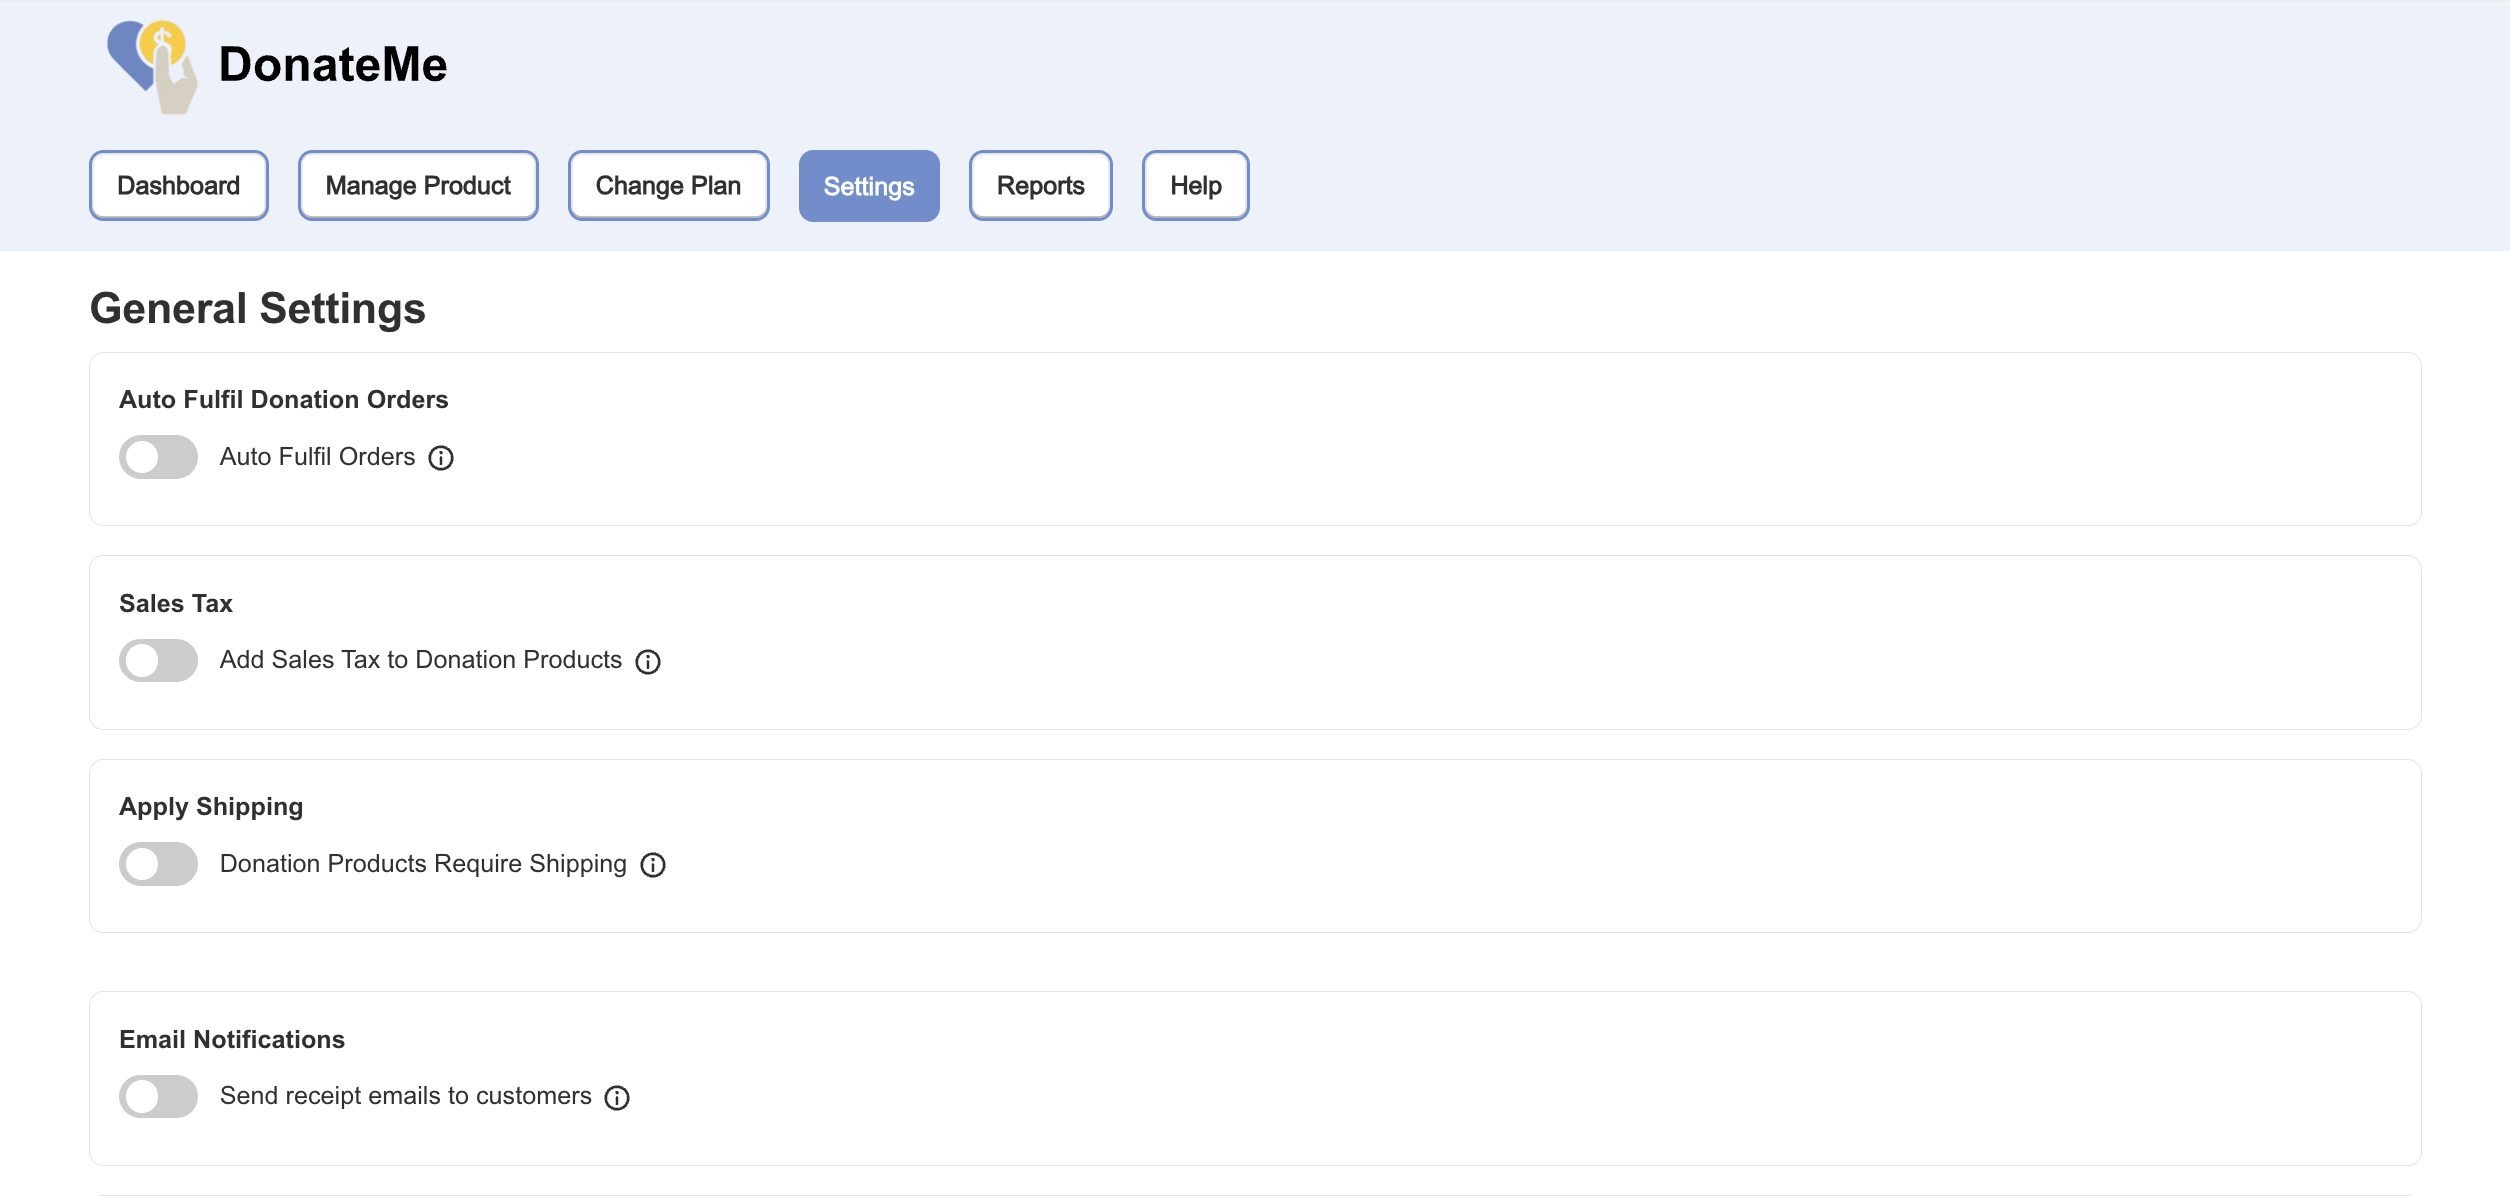 DonateMe
Dashboard
Manage Product
Change Plan
Settings
Reports
Help
General Settings
Auto Fulfil Donation Orders
Auto Fulfil Orders
Sales Tax
Add Sales Tax to Donation Products
Apply Shipping
Donation Products Require Shipping
Email Notifications
Send receipt emails to customers